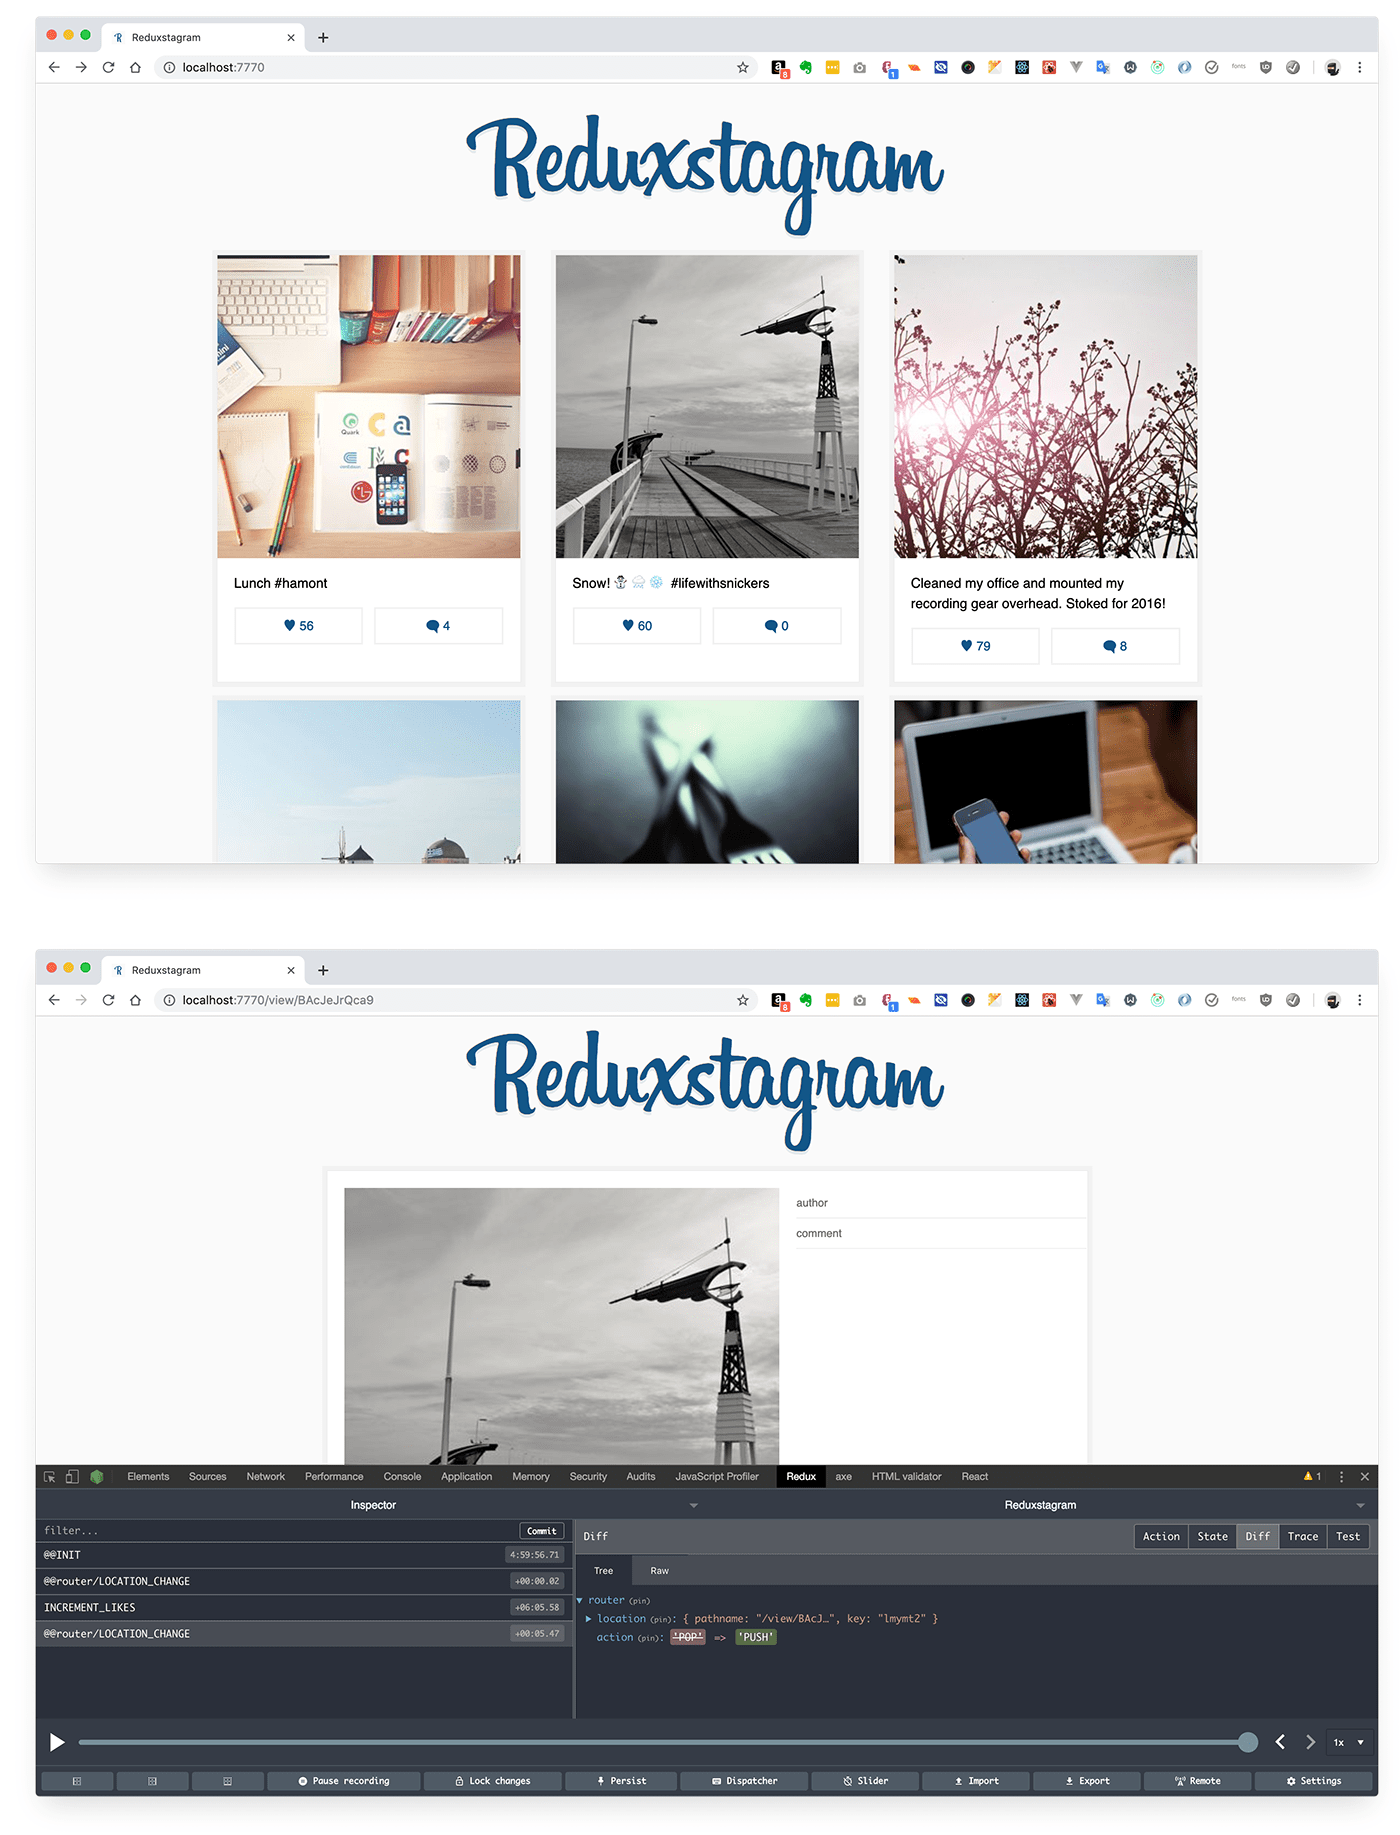 Reduxstagram
localhost:7770
Reduxstagram
Quark
Lunch #hamont
56
4
Snow! ☃️ 🌨 ❄️ #lifewithsnickers
60
0
Cleaned my office and mounted my
recording gear overhead. Stoked for 2016!
79
8
Reduxstagram
localhost:7770/view/BAcJeJrQca9
Reduxstagram
author
comment
Elements Sources Network Performance Console Application Memory Security Audits JavaScript Profiler Redux axe HTML validator React 1
Inspector Reduxstagram
filter... Commit
Diff Action State Diff Trace Test
@@INIT 4:59:56.71
@@router/LOCATION_CHANGE +00:00.02
INCREMENT_LIKES +06:05.58
@@router/LOCATION_CHANGE +00:05.47
Tree Raw
router (pin)
location (pin): { pathname: "/view/BAcJ…", key: "lmymt2" }
action (pin): 'POP' => 'PUSH'
1x
Pause recording Lock changes Persist Dispatcher Slider Import Export Remote Settings